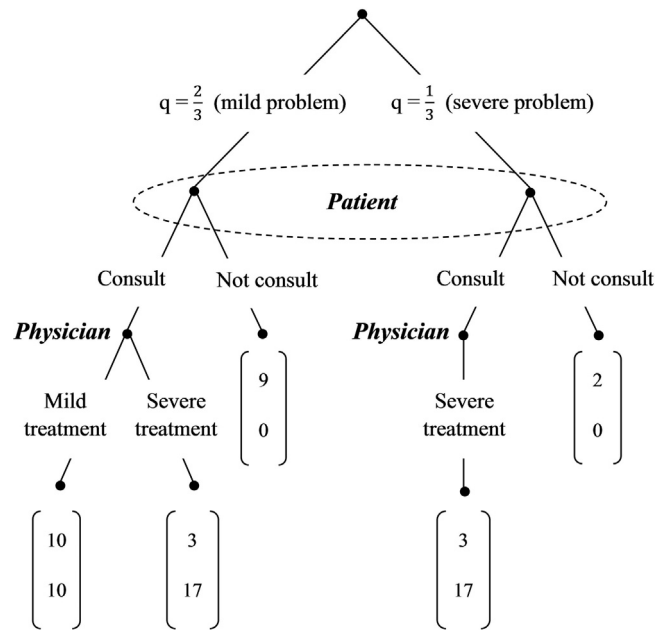 q = 2/3 (mild problem) q = 1/3 (severe problem)
Patient
Consult Not consult Consult Not consult
Physician Physician
9 2
Mild Severe Severe
0 0
treatment treatment treatment
10 3 3
10 17 17